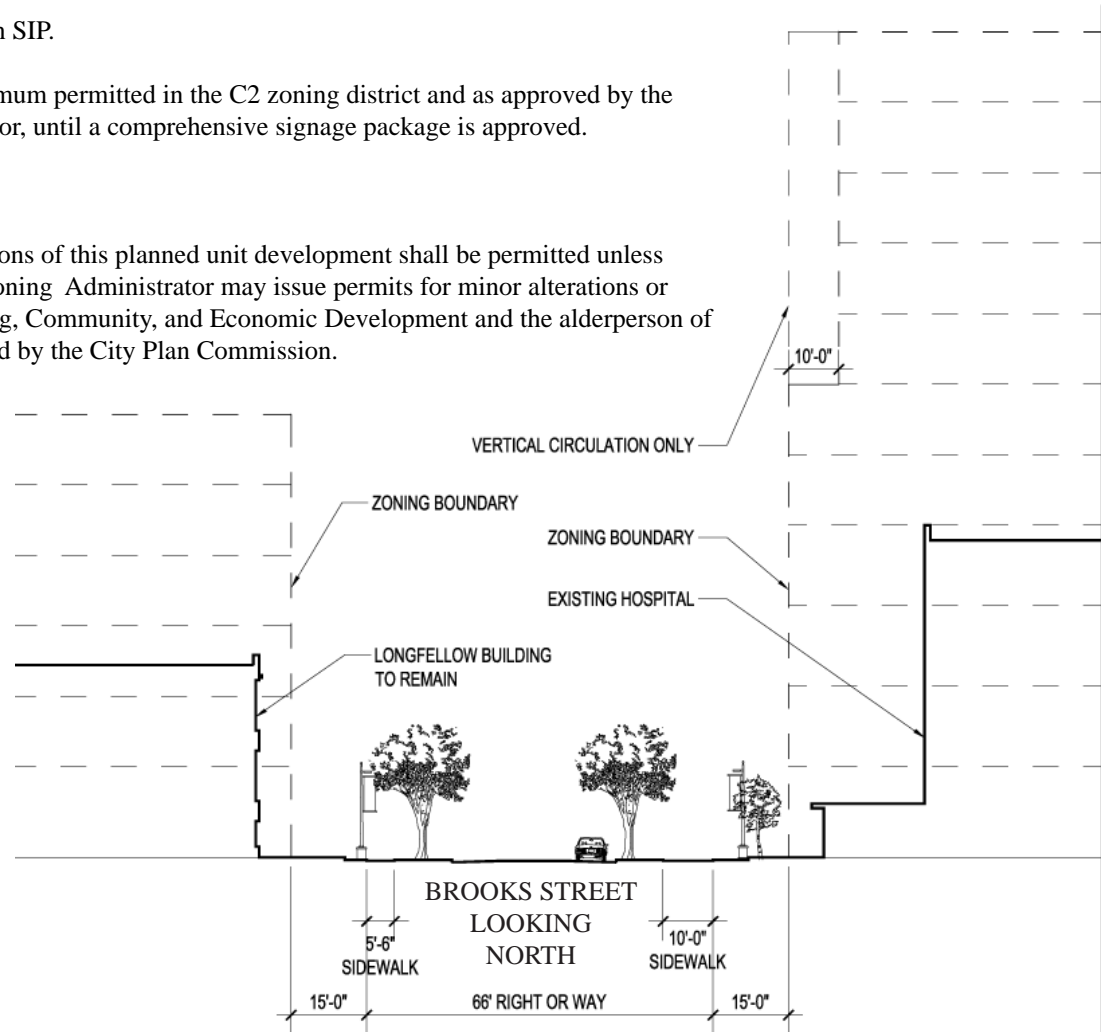 n SIP.
mum permitted in the C2 zoning district and as approved by the
or, until a comprehensive signage package is approved.
ons of this planned unit development shall be permitted unless
oning Administrator may issue permits for minor alterations or
g, Community, and Economic Development and the alderperson of
d by the City Plan Commission.
10'-0"
VERTICAL CIRCULATION ONLY
ZONING BOUNDARY
ZONING BOUNDARY
EXISTING HOSPITAL
LONGFELLOW BUILDING
TO REMAIN
BROOKS STREET
LOOKING
NORTH
5'-6"
SIDEWALK
10'-0"
SIDEWALK
15'-0"
66' RIGHT OR WAY
15'-0"